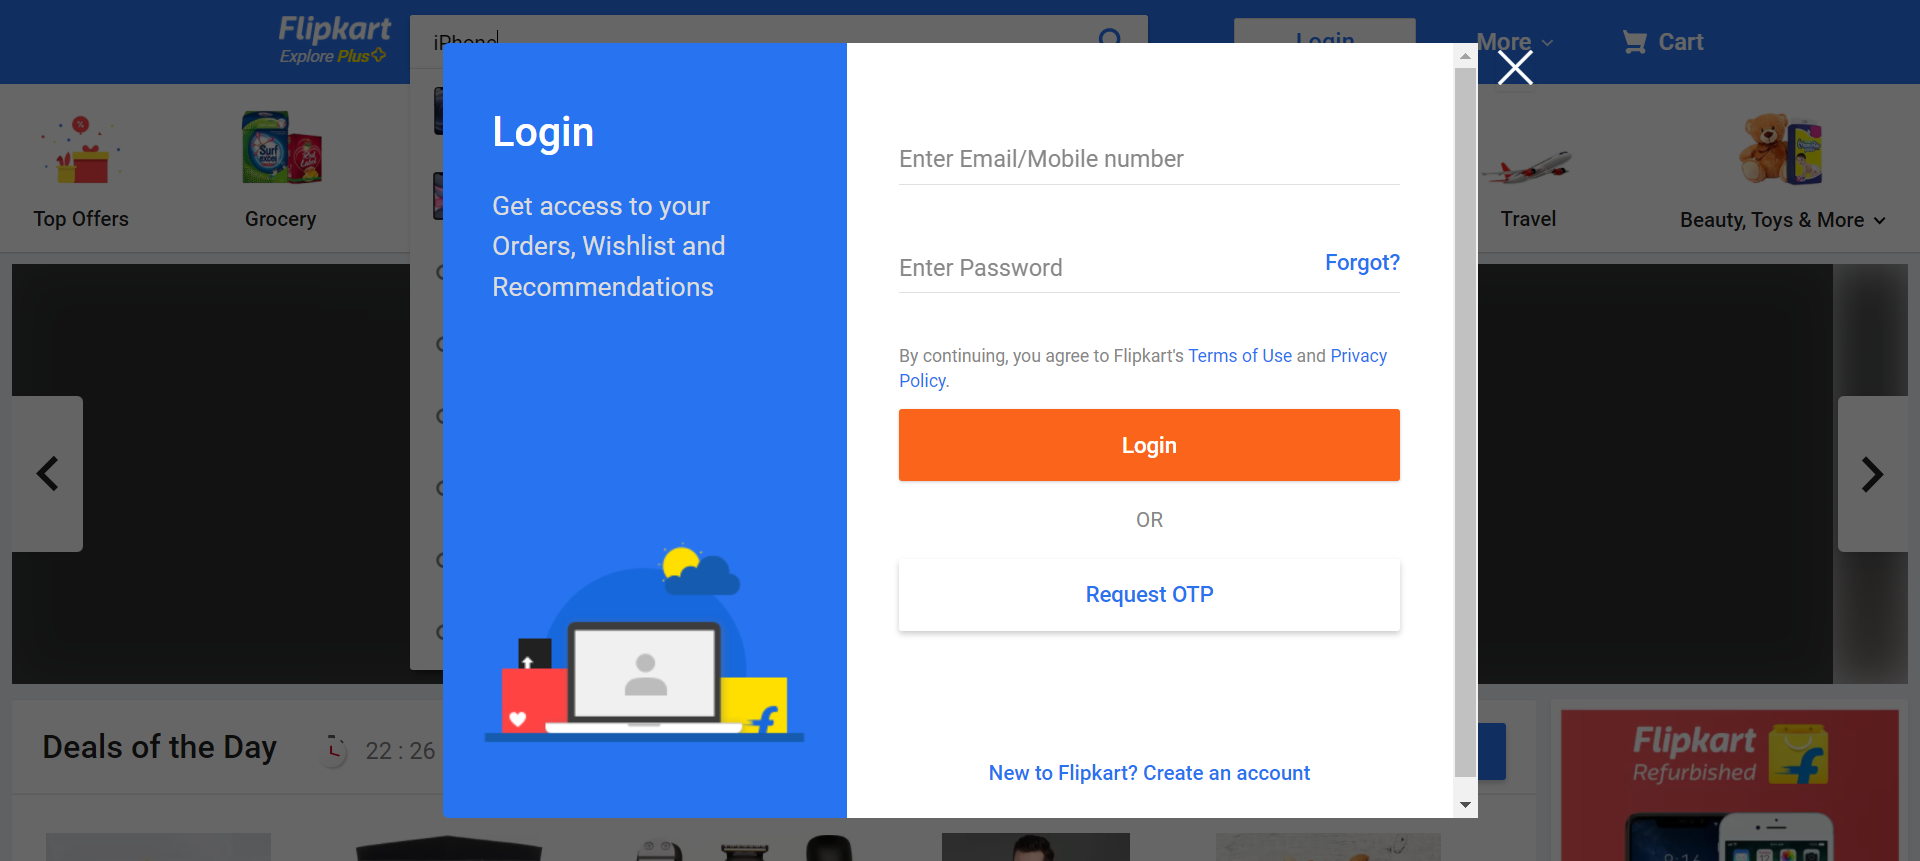 Flipkart
Explore Plus
iPhone
Login
More
Cart
Top Offers
Grocery
Travel
Beauty, Toys & More
Login
Get access to your
Orders, Wishlist and
Recommendations
Enter Email/Mobile number
Enter Password
Forgot?
By continuing, you agree to Flipkart's Terms of Use and Privacy
Policy.
Login
OR
Request OTP
New to Flipkart? Create an account
Deals of the Day
22 : 26
Flipkart
Refurbished